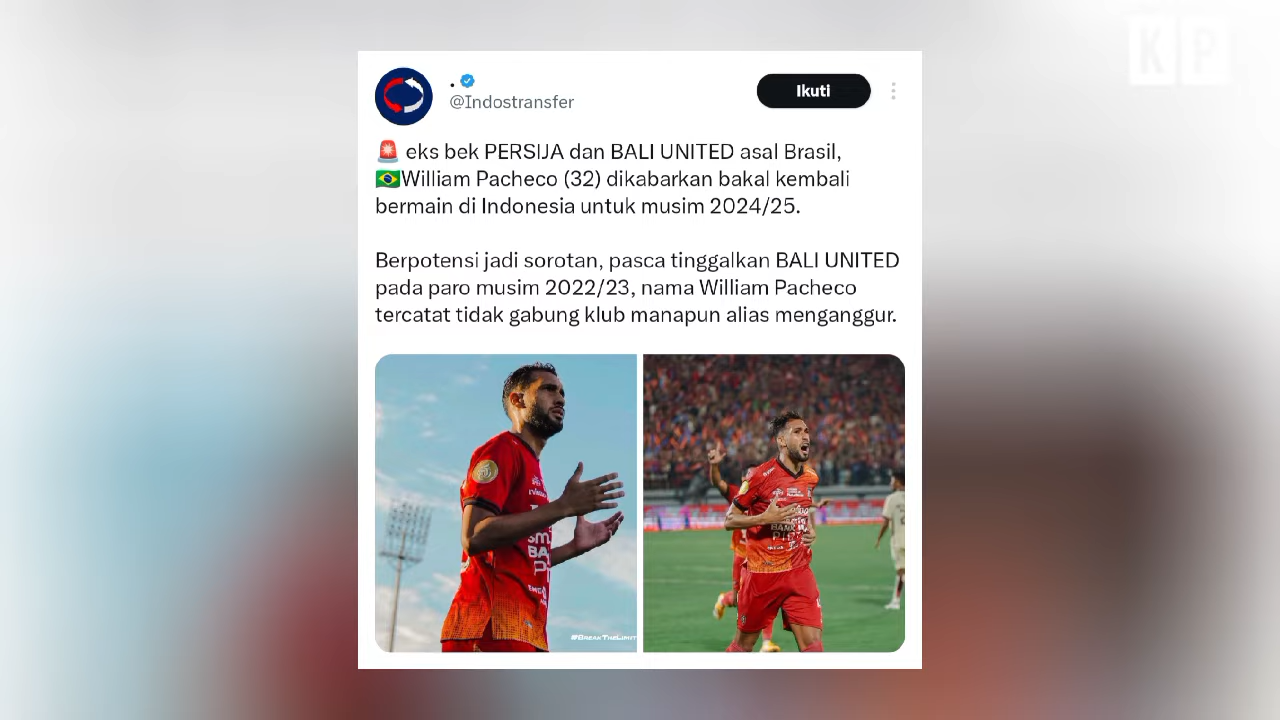 KP
.
@Indostransfer
Ikuti
🚨 eks bek PERSIJA dan BALI UNITED asal Brasil,
🇧🇷William Pacheco (32) dikabarkan bakal kembali
bermain di Indonesia untuk musim 2024/25.
Berpotensi jadi sorotan, pasca tinggalkan BALI UNITED
pada paro musim 2022/23, nama William Pacheco
tercatat tidak gabung klub manapun alias menganggur.
#BREAKTHELIMIT